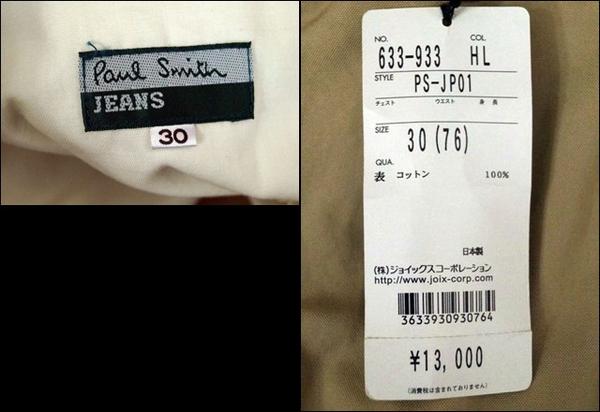 Paul Smith
JEANS
30
NO. COL.
633-933 HL
STYLE PS-JP01
チェスト ウエスト 身長
SIZE 30 (76)
QUA.
表 コットン 100%
日本製
(株)ジョイックスコーポレーション
http://www.joix-corp.com
3633930930764
¥13,000
(消費税は含まれておりません)